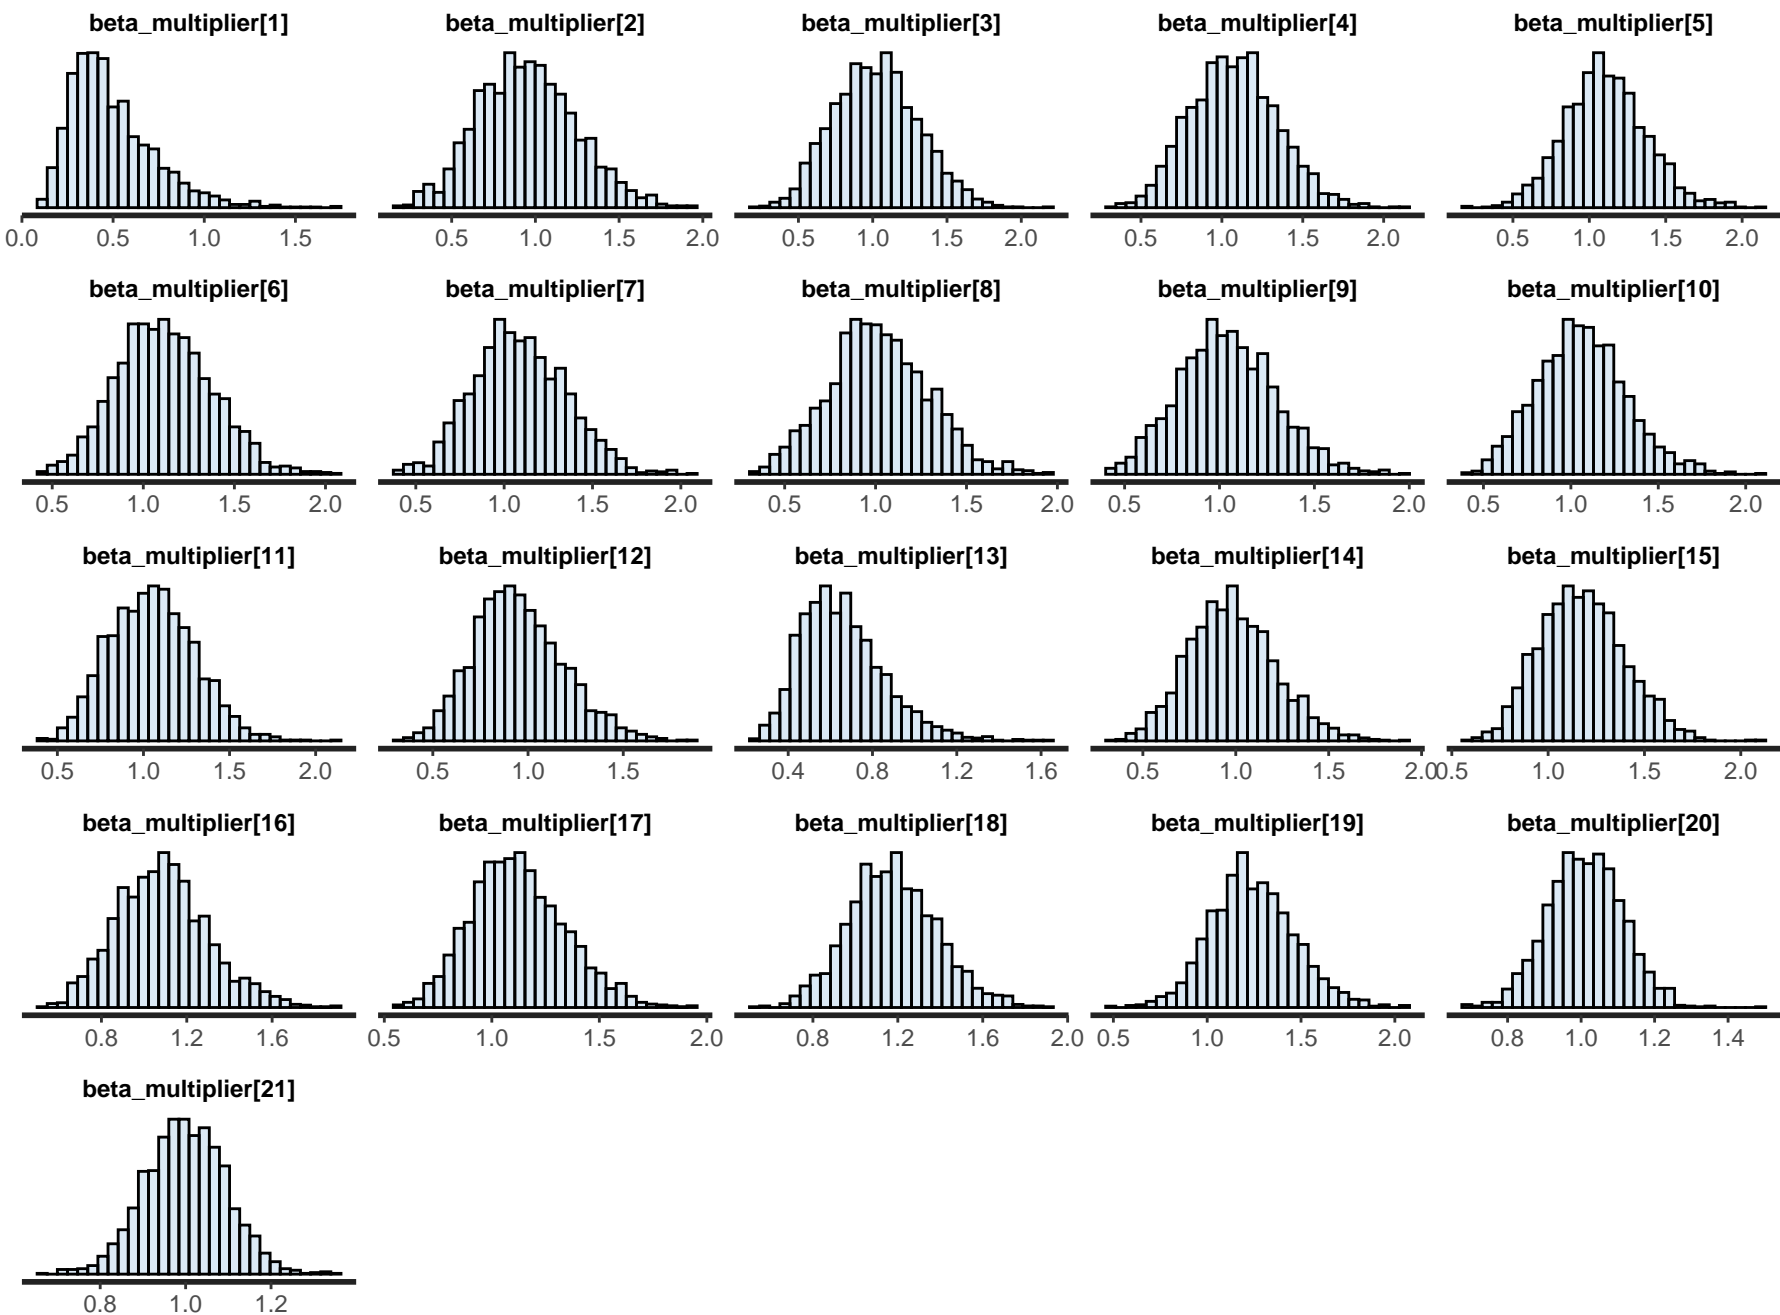 beta_multiplier[1] beta_multiplier[2] beta_multiplier[3] beta_multiplier[4] beta_multiplier[5]
0.0 0.5 1.0 1.5 0.5 1.0 1.5 2.0 0.5 1.0 1.5 2.0 0.5 1.0 1.5 2.0 0.5 1.0 1.5 2.0
beta_multiplier[6] beta_multiplier[7] beta_multiplier[8] beta_multiplier[9] beta_multiplier[10]
0.5 1.0 1.5 2.0 0.5 1.0 1.5 2.0 0.5 1.0 1.5 2.0 0.5 1.0 1.5 2.0 0.5 1.0 1.5 2.0
beta_multiplier[11] beta_multiplier[12] beta_multiplier[13] beta_multiplier[14] beta_multiplier[15]
0.5 1.0 1.5 2.0 0.5 1.0 1.5 0.4 0.8 1.2 1.6 0.5 1.0 1.5 2.0 0.5 1.0 1.5 2.0
beta_multiplier[16] beta_multiplier[17] beta_multiplier[18] beta_multiplier[19] beta_multiplier[20]
0.8 1.2 1.6 0.5 1.0 1.5 2.0 0.8 1.2 1.6 2.0 0.5 1.0 1.5 2.0 0.8 1.0 1.2 1.4
beta_multiplier[21]
0.8 1.0 1.2